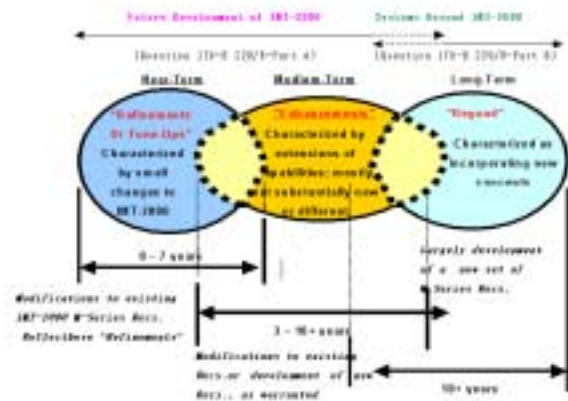 Future Development of IMT-2000
Systems Beyond IMT-2000
(Question ITU-R 229/8-Part A)
(Question ITU-R 229/8-Part B)
Near-Term
Medium-Term
Long-Term
"Refinements
Or Tune-Ups"
Characterized
by small
changes to
IMT-2000
"Enhancements"
Characterized by
extensions of
capabilities; mostly
not substantially new
or different
"Beyond"
Characterized as
incorporating new
concepts
0 - 7 years
Largely development
of a new set of
M-Series Recs.
Modifications to existing
IMT-2000 M-Series Recs.
"Refinements"
3 - 10+ years
Modifications to existing
Recs. or development of new
Recs., as warranted
10+ years